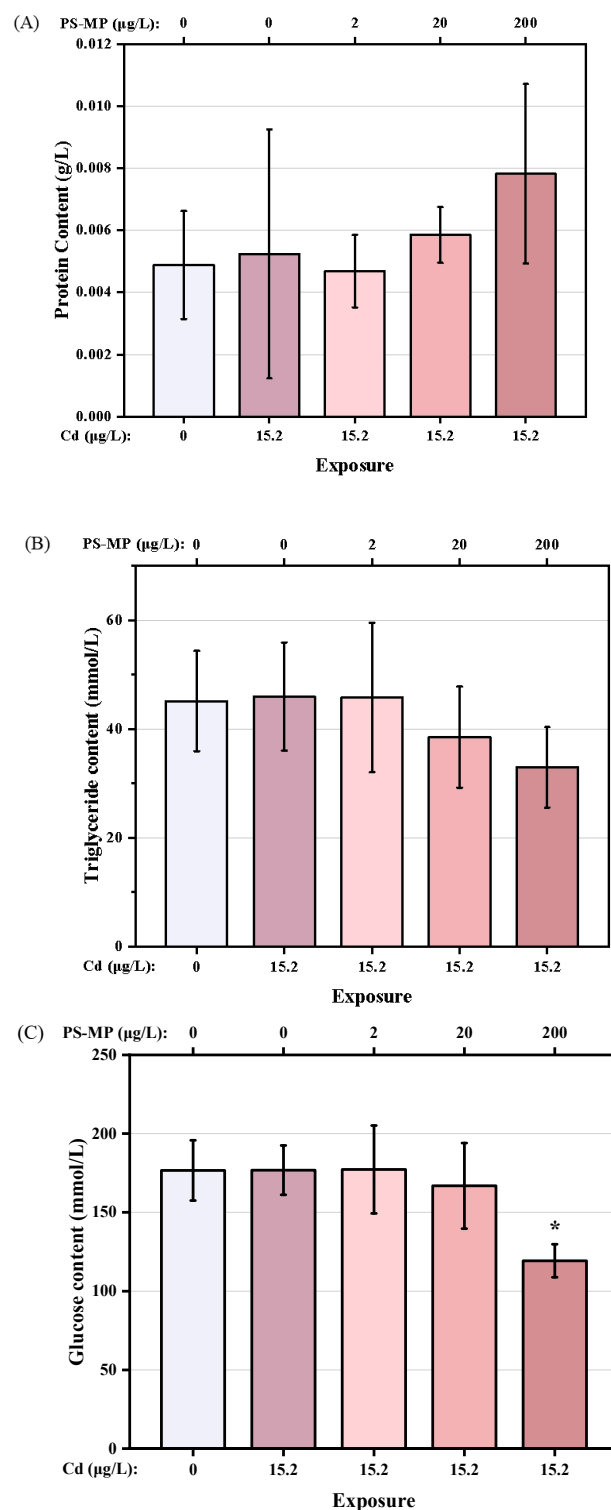 (A)
PS-MP (µg/L): 0 0 2 20 200
0.012
0.010
0.008
0.006
0.004
0.002
0.000
Protein Content (g/L)
Cd (µg/L): 0 15.2 15.2 15.2 15.2
Exposure
(B)
PS-MP (µg/L): 0 0 2 20 200
60
40
20
0
Triglyceride content (mmol/L)
Cd (µg/L): 0 15.2 15.2 15.2 15.2
Exposure
(C)
PS-MP (µg/L): 0 0 2 20 200
250
200
150
100
50
0
Glucose content (mmol/L)
*
Cd (µg/L): 0 15.2 15.2 15.2 15.2
Exposure